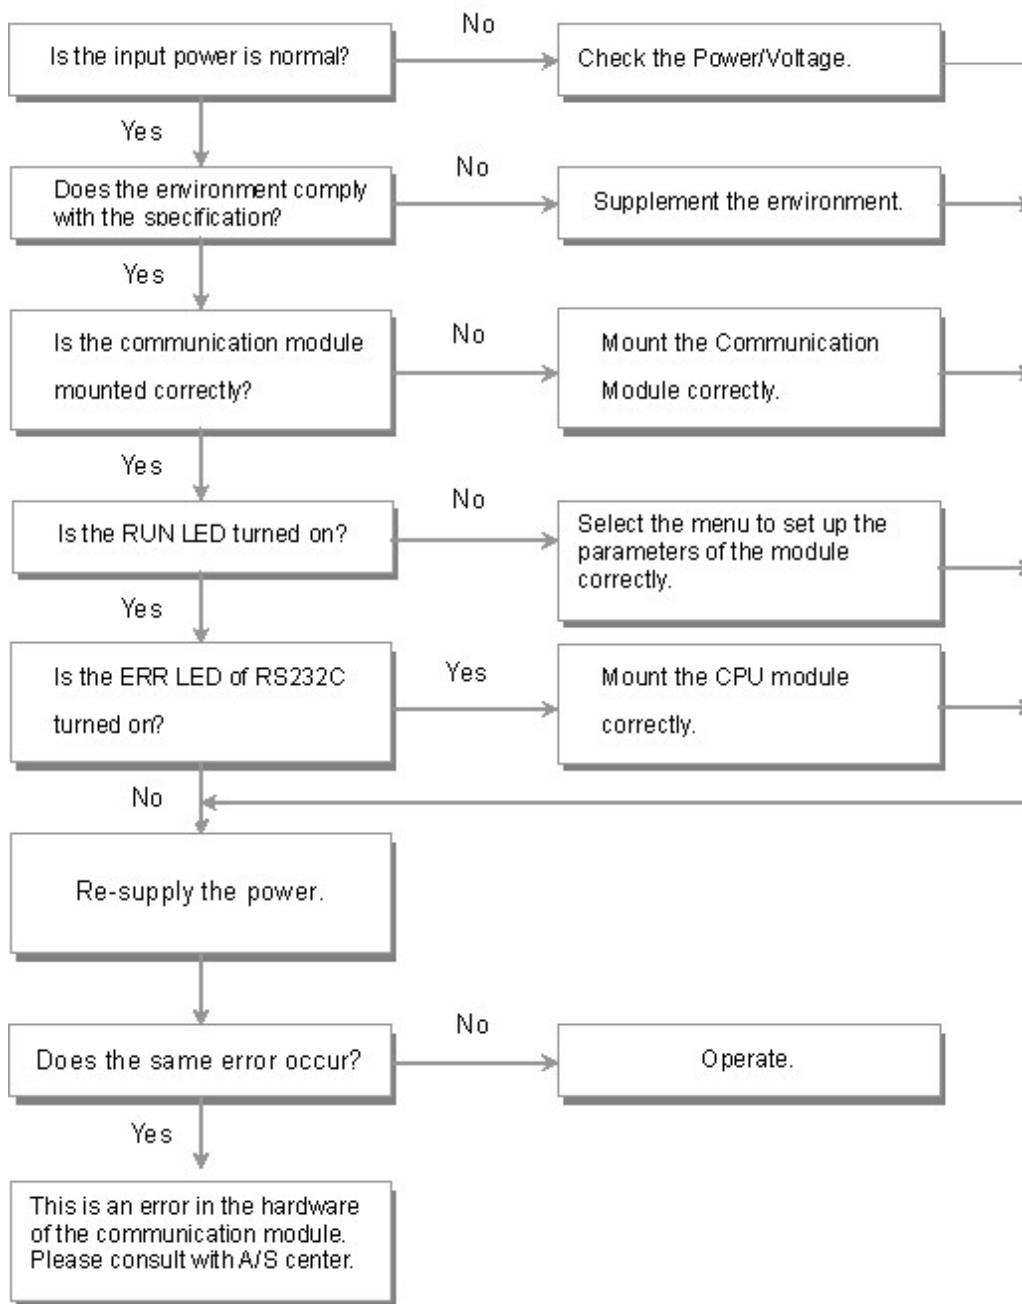 Is the input power is normal?
No
Check the Power/Voltage.
Yes
Does the environment comply
with the specification?
No
Supplement the environment.
Yes
Is the communication module
mounted correctly?
No
Mount the Communication
Module correctly.
Yes
Is the RUN LED turned on?
No
Select the menu to set up the
parameters of the module
correctly.
Yes
Is the ERR LED of RS232C
turned on?
Yes
Mount the CPU module
correctly.
No
Re-supply the power.
Does the same error occur?
No
Operate.
Yes
This is an error in the hardware
of the communication module.
Please consult with A/S center.